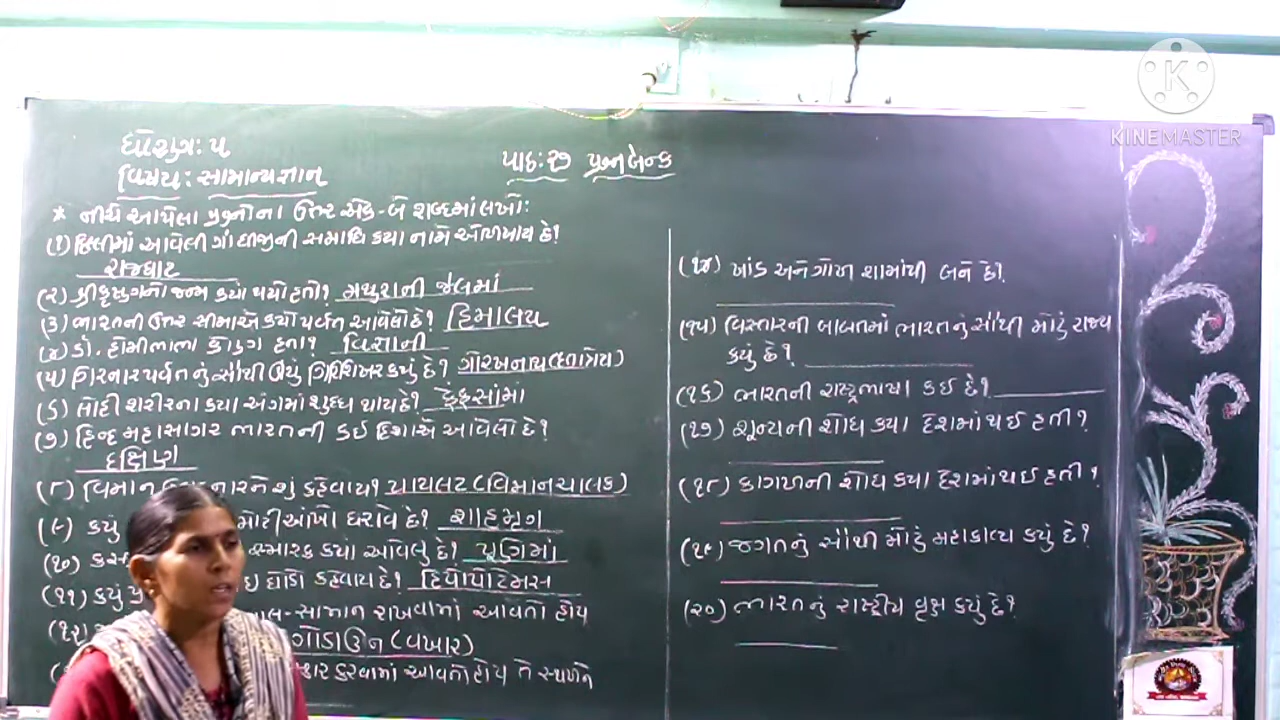 ધોરણ: ૫
વિષય: સામાન્યજ્ઞાન
પાઠ: ૨૭ પ્રશ્ન બેન્ક
* નીચે આપેલા પ્રશ્નોના ઉત્તર એક-બે શબ્દમાં લખો:
(૧) દિલ્લીમાં આવેલી ગાંધીજીની સમાધિ કયા નામે ઓળખાય છે?
રાજઘાટ
(૨) શ્રીકૃષ્ણનો જન્મ કયાં થયો હતો? મથુરાની જેલમાં
(૩) ભારતની ઉત્તર સીમાએ કયો પર્વત આવેલો છે? હિમાલય
(૪) ડૉ. હોમીભાભા કોણ હતા? વિજ્ઞાની
(૫) ગિરનાર પર્વતનું સૌથી ઊંચું ગિરિશિખર કયું છે? ગોરખનાથ
(૬) લોહી શરીરના કયા અંગમાં શુધ્ધ થાય છે? ફેફસાંમાં
(૭) હિન્દ મહાસાગર ભારતની કઈ દિશાએ આવેલો છે?
દક્ષિણ
(૮) વિમાન નારને શું કહેવાય? પાયલટ (વિમાનચાલક)
(૯) કયું મોટી આંખો ધરાવે છે? શાહમૃગ
(૧૦) સ્મારક કયાં આવેલું છે?
(૧૧) કયું ઘોડો કહેવાય છે? હિપોપોટેમસ
(૧૨) માલ-સામાન રાખવામાં આવતો હોય
ગોડાઉન (વખાર)
કરવામાં આવતો હોય તે સ્થળને
(૧૪) ખાંડ અને ગોળ શામાંથી બને છે?
(૧૫) વિસ્તારની બાબતમાં ભારતનું સૌથી મોટું રાજ્ય
કયું છે?
(૧૬) ભારતની રાષ્ટ્રભાષા કઈ છે?
(૧૭) શૂન્યની શોધ કયા દેશમાં થઈ હતી?
(૧૮) કાગળની શોધ કયા દેશમાં થઈ હતી?
(૧૯) જગતનું સૌથી મોટું મહાકાવ્ય કયું છે?
(૨૦) ભારતનું રાષ્ટ્રીય વૃક્ષ કયું છે?
K
KINEMASTER